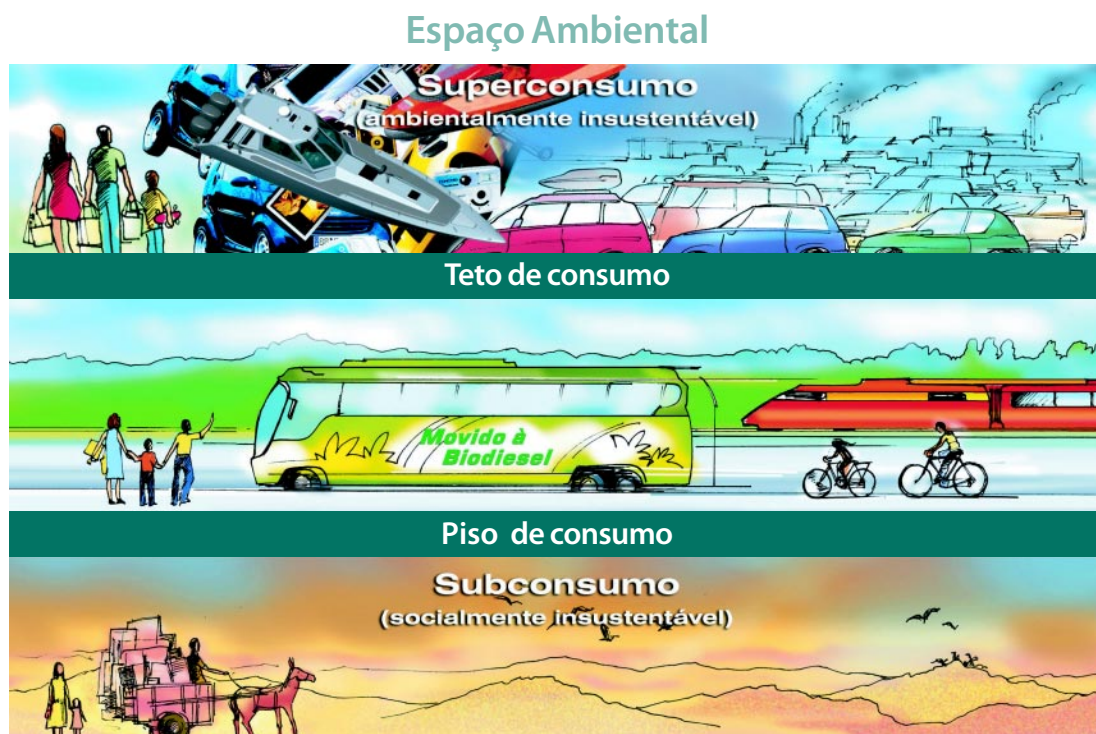 Espaço Ambiental
Superconsumo
(ambientalmente insustentável)
Teto de consumo
Movido à
Biodiesel
Piso de consumo
Subconsumo
(socialmente insustentável)